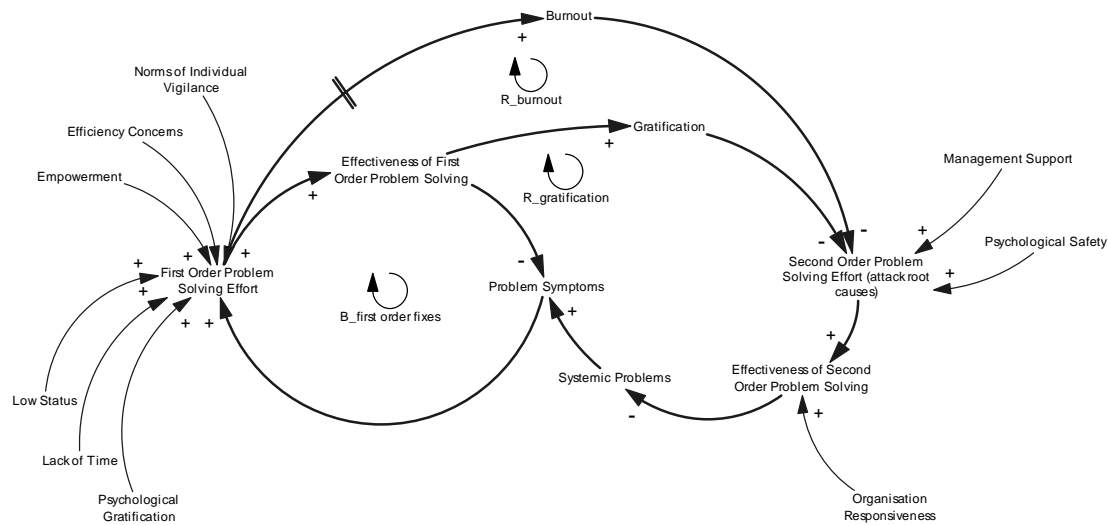 Burnout
+
R_burnout
Norms of Individual
Vigilance
Efficiency Concerns
Empowerment
Gratification
+
Effectiveness of First
Order Problem Solving
+
R_gratification
Management Support
+
Psychological Safety
+
-
-
Second Order Problem
Solving Effort (attack root
causes)
+
+
+
+
First Order Problem
Solving Effort
+
+
+
-
Problem Symptoms
+
B_first order fixes
+
Effectiveness of Second
Order Problem Solving
+
Systemic Problems
-
Low Status
Lack of Time
Psychological
Gratification
Organisation
Responsiveness